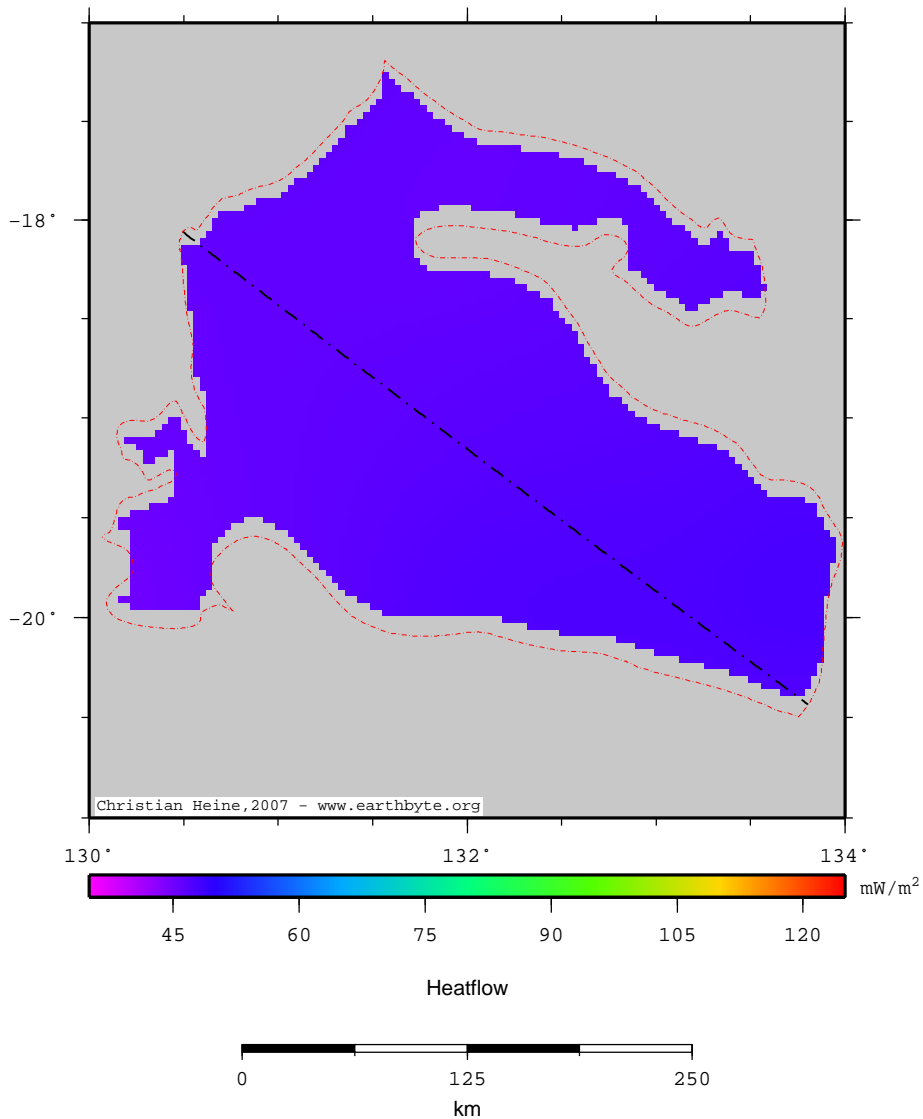 -18°
-20°
Christian Heine,2007 - www.earthbyte.org
130° 132° 134°
mW/m²
45 60 75 90 105 120
Heatflow
0 125 250
km